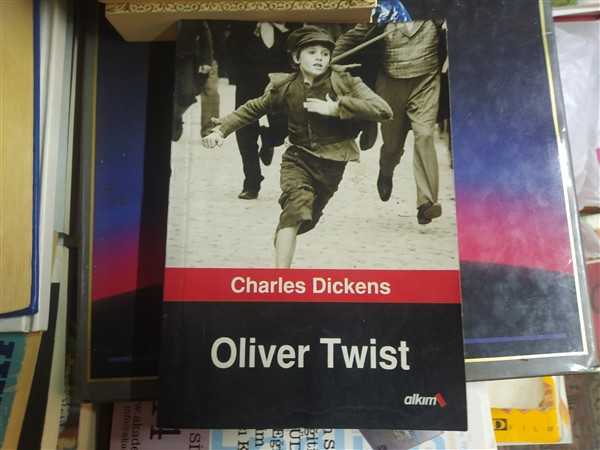 Charles Dickens
Oliver Twist
alkım